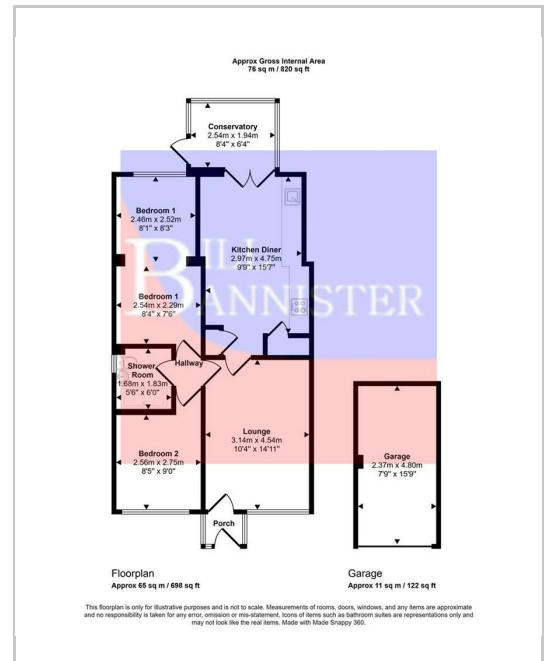 Approx Gross Internal Area
76 sq m / 820 sq ft
Conservatory
2.54m x 1.94m
8'4" x 6'4"
Bedroom 1
2.46m x 2.52m
8'1" x 8'3"
Kitchen Diner
2.97m x 4.75m
9'9" x 15'7"
BILL
BANNISTER
Bedroom 1
2.54m x 2.29m
8'4" x 7'6"
Hallway
Shower
Room
1.68m x 1.83m
5'6" x 6'0"
Lounge
3.14m x 4.54m
10'4" x 14'11"
Bedroom 2
2.56m x 2.75m
8'5" x 9'0"
Garage
2.37m x 4.80m
7'9" x 15'9"
Porch
Floorplan
Approx 65 sq m / 698 sq ft
Garage
Approx 11 sq m / 122 sq ft
This floorplan is only for illustrative purposes and is not to scale. Measurements of rooms, doors, windows, and any items are approximate
and no responsibility is taken for any error, omission or mis-statement. Icons of items such as bathroom suites are representations only and
may not look like the real items. Made with Made Snappy 360.